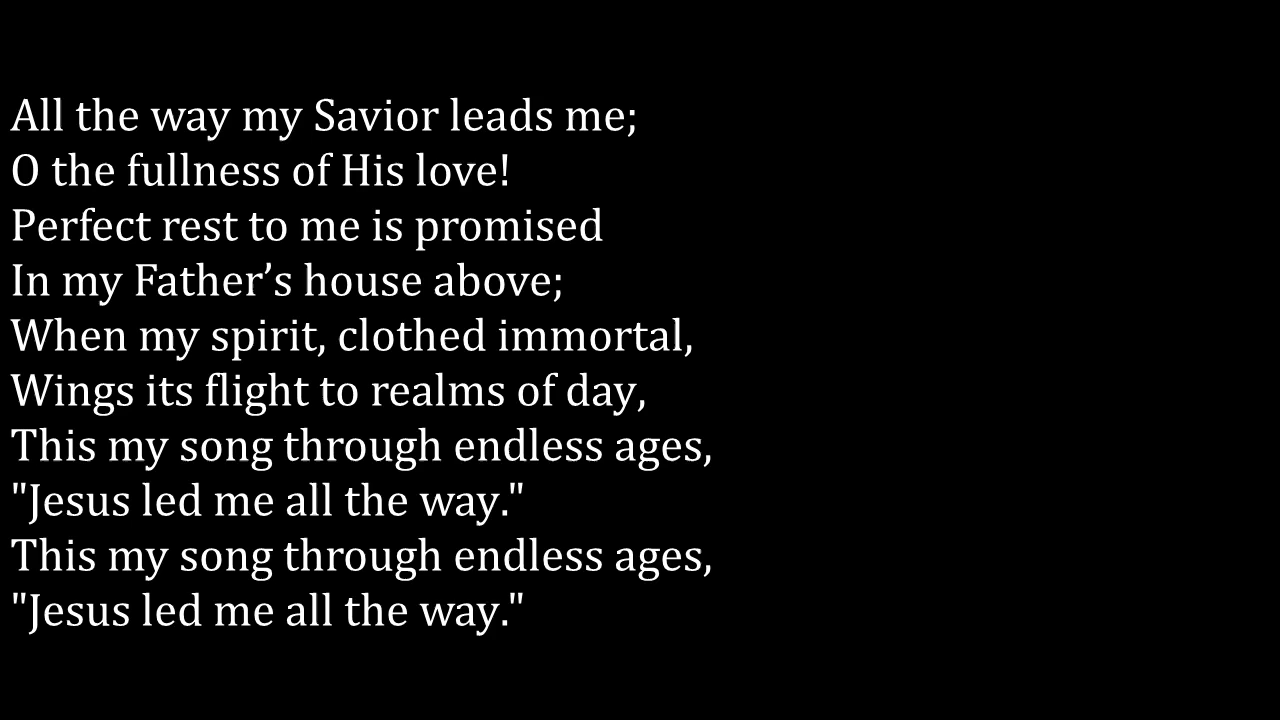 All the way my Savior leads me;
O the fullness of His love!
Perfect rest to me is promised
In my Father’s house above;
When my spirit, clothed immortal,
Wings its flight to realms of day,
This my song through endless ages,
"Jesus led me all the way."
This my song through endless ages,
"Jesus led me all the way."